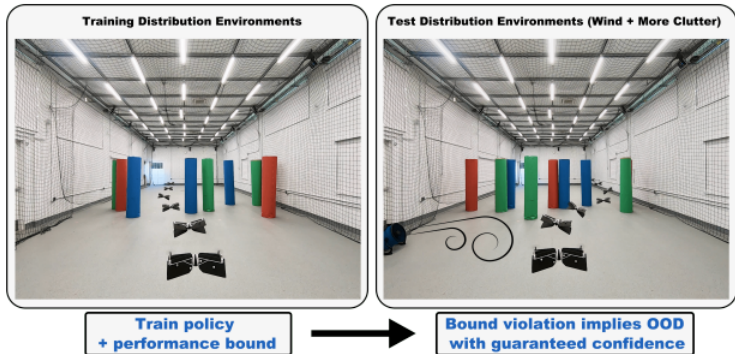 Training Distribution Environments
Test Distribution Environments (Wind + More Clutter)
Train policy
+ performance bound
Bound violation implies OOD
with guaranteed confidence